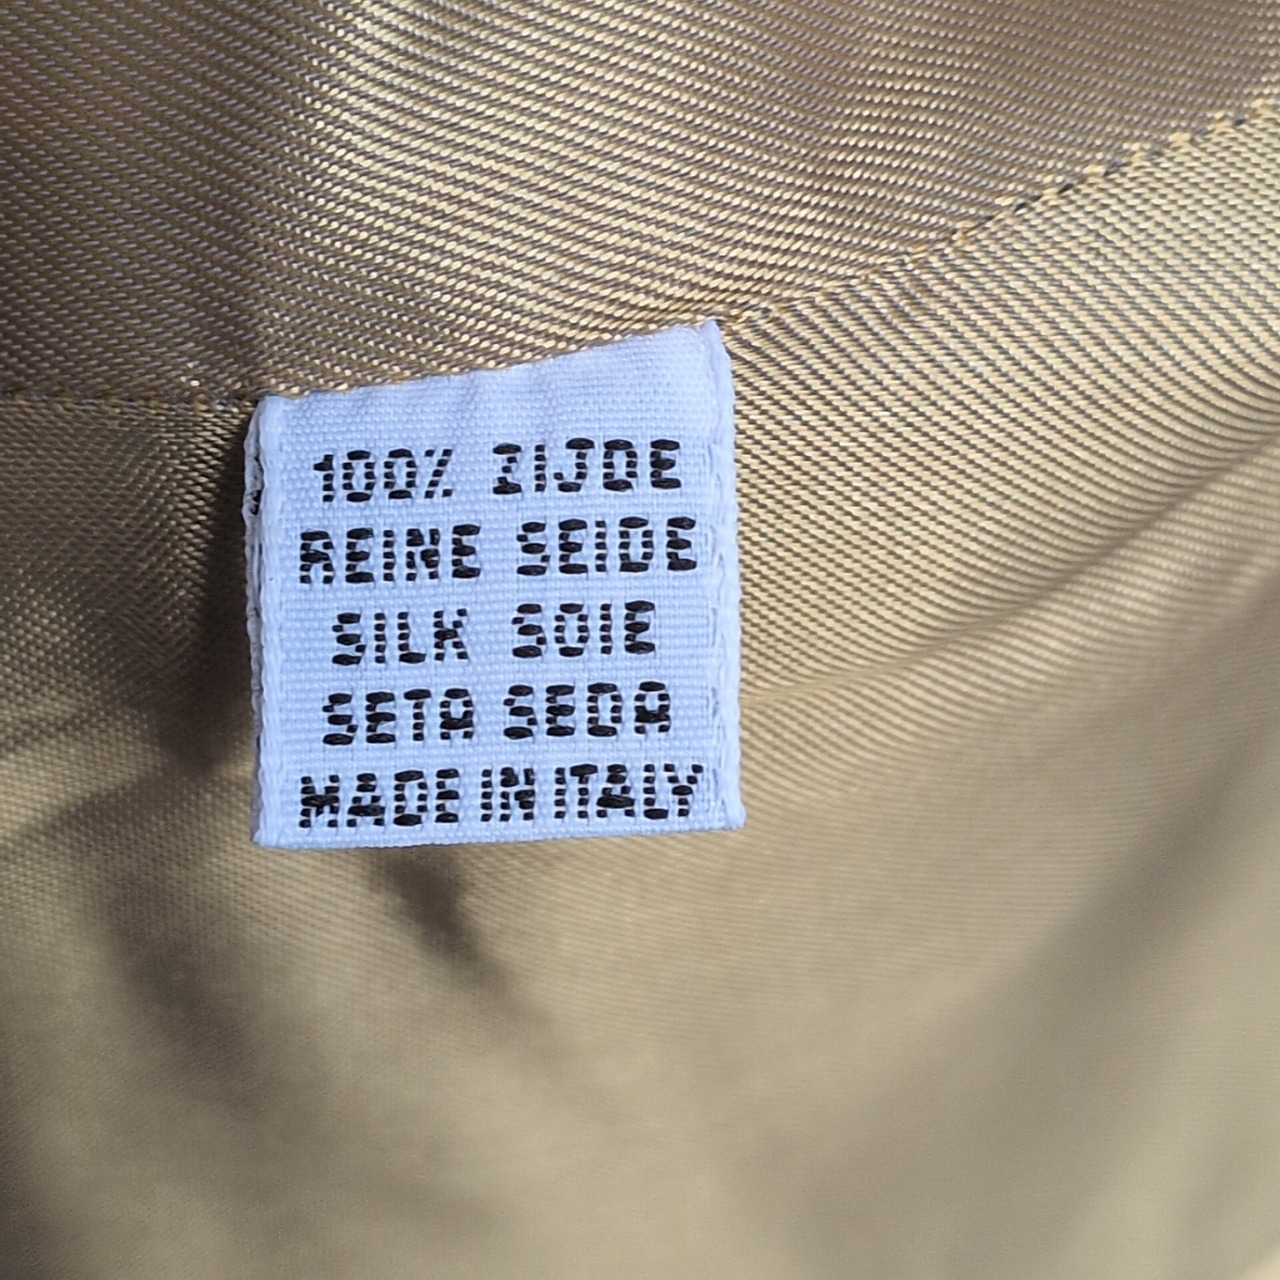 100% ZIJDE
REINE SEIDE
SILK SOIE
SETA SEDA
MADE IN ITALY